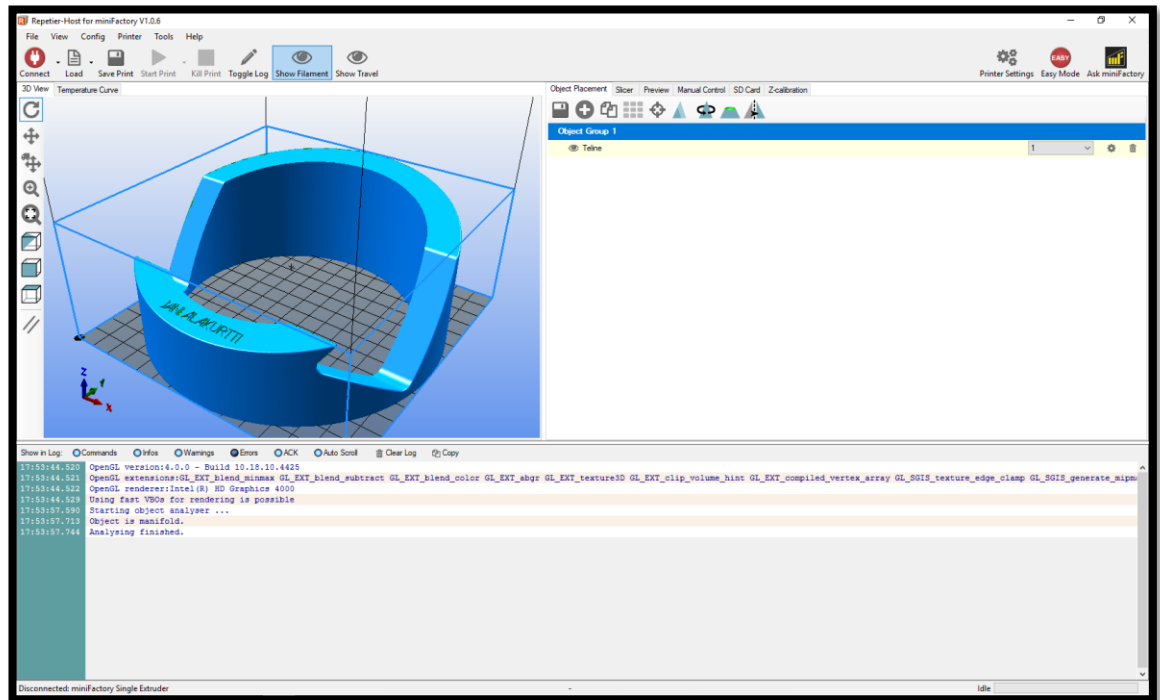 Repetier-Host for miniFactory V1.0.6
File View Config Printer Tools Help
Connect Load Save Print Start Print Kill Print Toggle Log Show Filament Show Travel Printer Settings Easy Mode Ask miniFactory
EASY
3D View Temperature Curve
Object Placement Slicer Preview Manual Control SD Card Z-calibration
Object Group 1
Teline 1
Z
X
Show in Log: Commands Infos Warnings Errors ACK Auto Scroll Clear Log Copy
17:53:44.520 OpenGL version:4.0.0 - Build 10.18.10.4425
17:53:44.521 OpenGL extensions:GL_EXT_blend_minmax GL_EXT_blend_subtract GL_EXT_blend_color GL_EXT_abgr GL_EXT_texture3D GL_EXT_clip_volume_hint GL_EXT_compiled_vertex_array GL_SGIS_texture_edge_clamp GL_SGIS_generate_mipm
17:53:44.522 OpenGL renderer:Intel(R) HD Graphics 4000
17:53:44.529 Using fast VBOs for rendering is possible
17:53:57.590 Starting object analyser ...
17:53:57.713 Object is manifold.
17:53:57.744 Analysing finished.
Disconnected: miniFactory Single Extruder - Idle